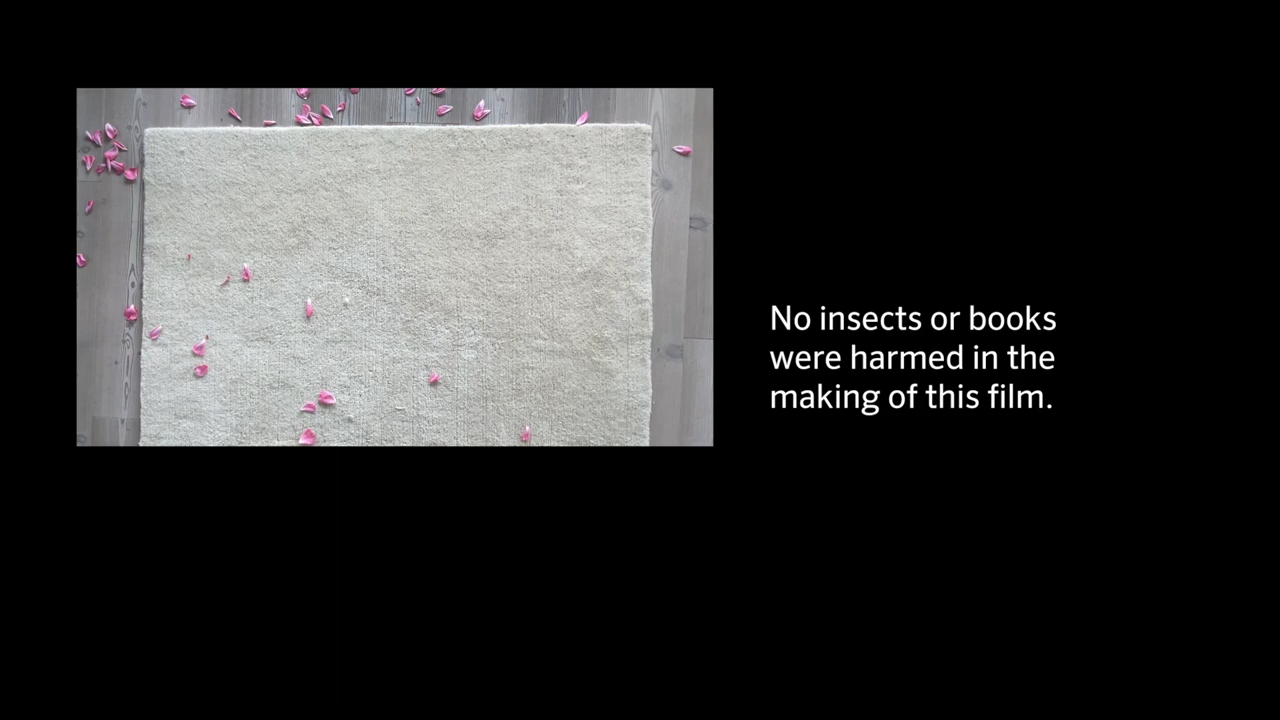 No insects or books
were harmed in the
making of this film.